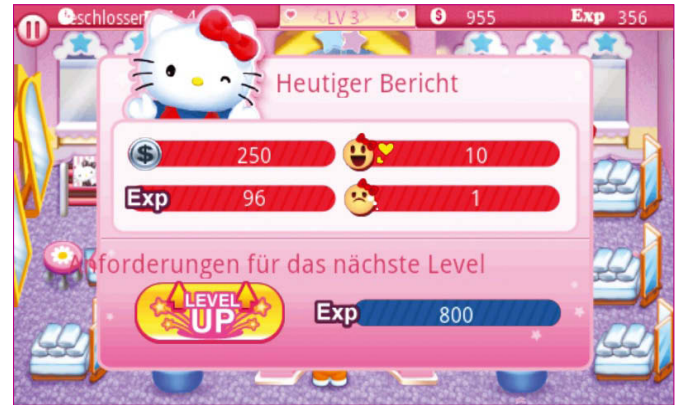 LV 3
955
Exp 356
Heutiger Bericht
250
10
Exp 96
1
Anforderungen für das nächste Level
LEVEL UP
Exp 800